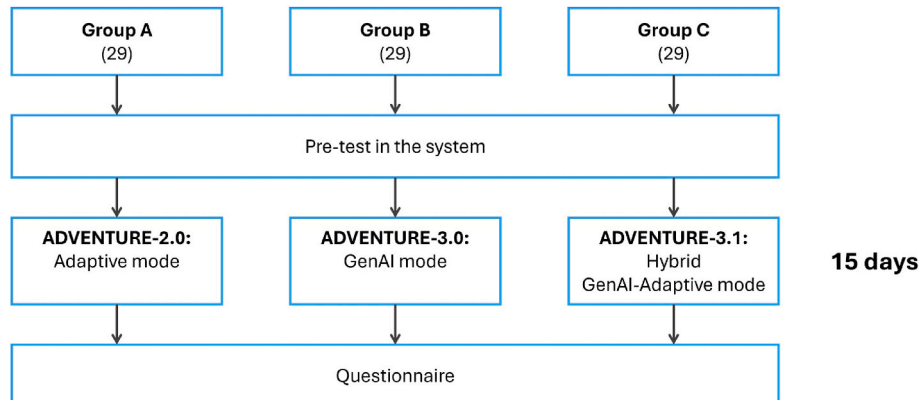 Group A
(29)
Group B
(29)
Group C
(29)
Pre-test in the system
ADVENTURE-2.0:
Adaptive mode
ADVENTURE-3.0:
GenAI mode
ADVENTURE-3.1:
Hybrid
GenAI-Adaptive mode
15 days
Questionnaire